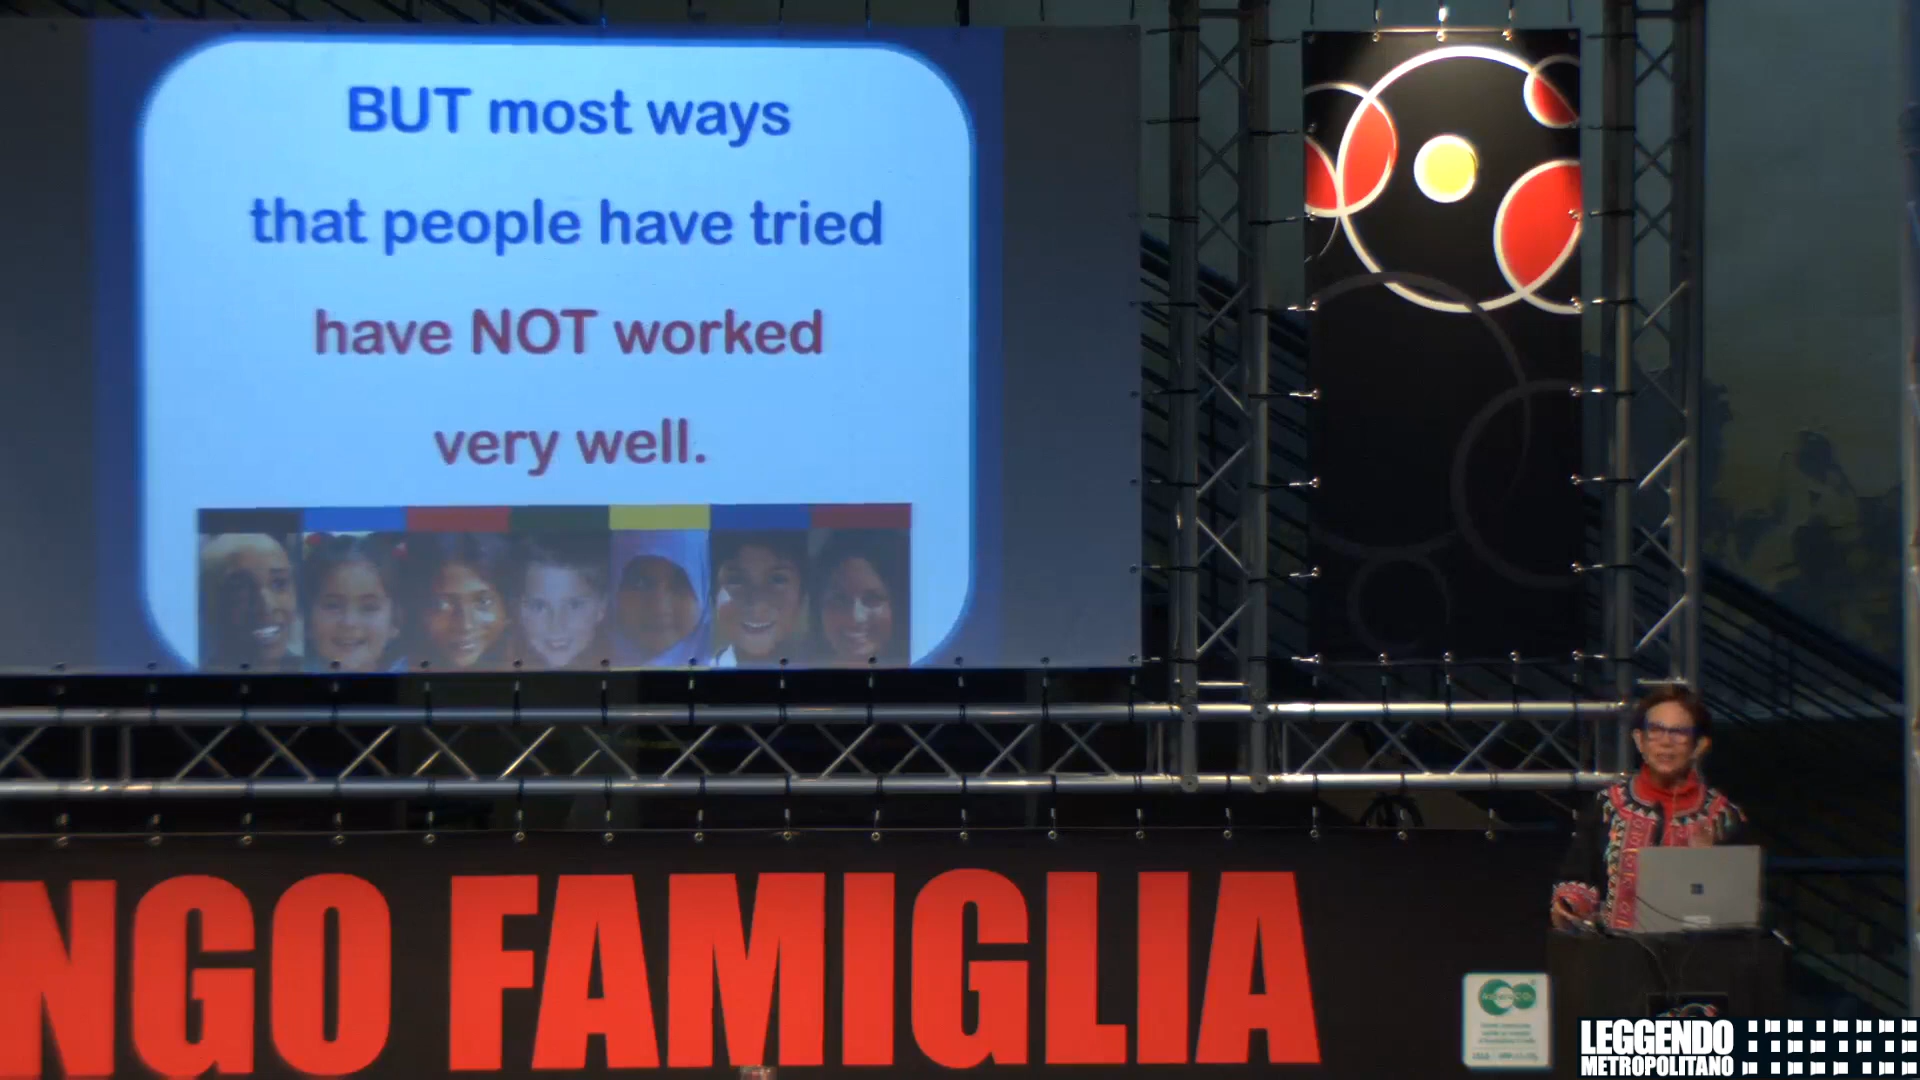 BUT most ways
that people have tried
have NOT worked
very well.
NGO FAMIGLIA
LEGGENDO
METROPOLITANO